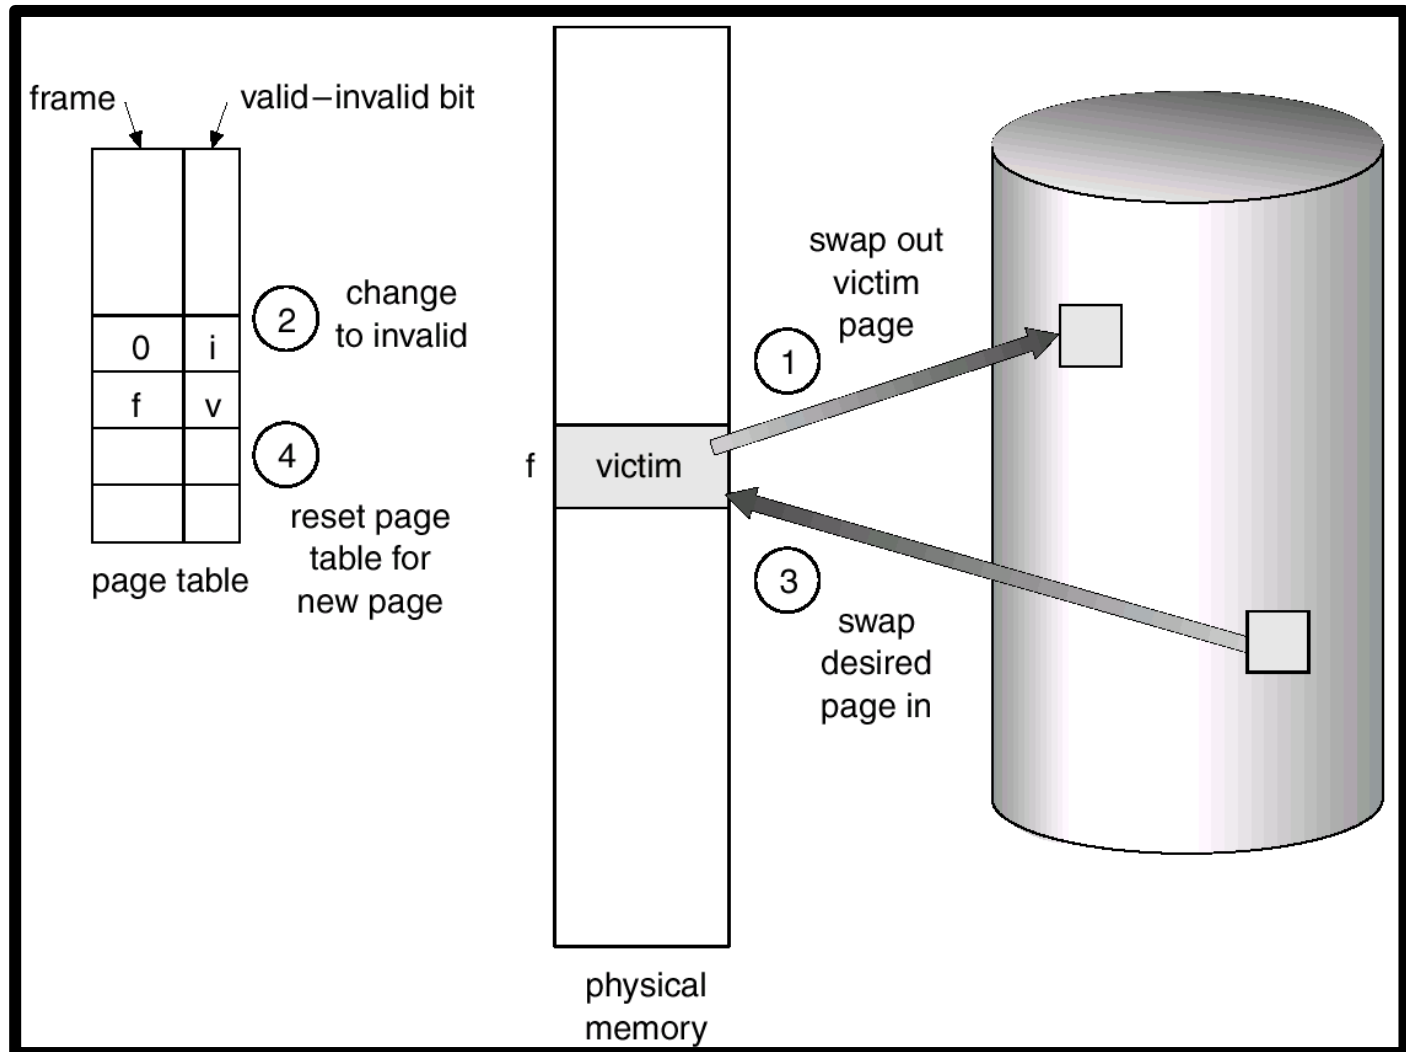 frame
valid–invalid bit
0 i
f v
page table
2
change
to invalid
4
reset page
table for
new page
f
victim
physical
memory
swap out
victim
page
1
3
swap
desired
page in